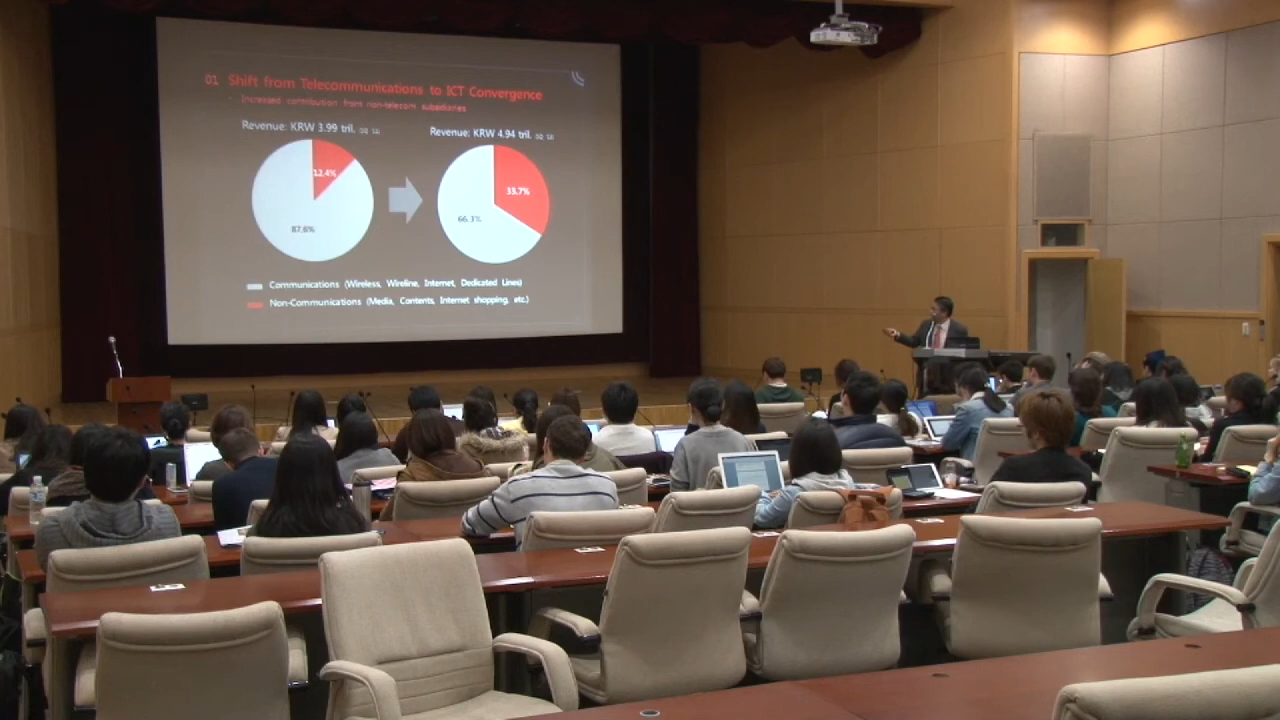 01 Shift from Telecommunications to ICT Convergence
- Increased contribution from non-telecom subsidiaries
Revenue: KRW 3.99 tril.
Revenue: KRW 4.94 tril.
12.4%
87.6%
33.7%
66.3%
Communications (Wireless, Wireline, Internet, Dedicated Lines)
Non-Communications (Media, Contents, Internet shopping, etc.)